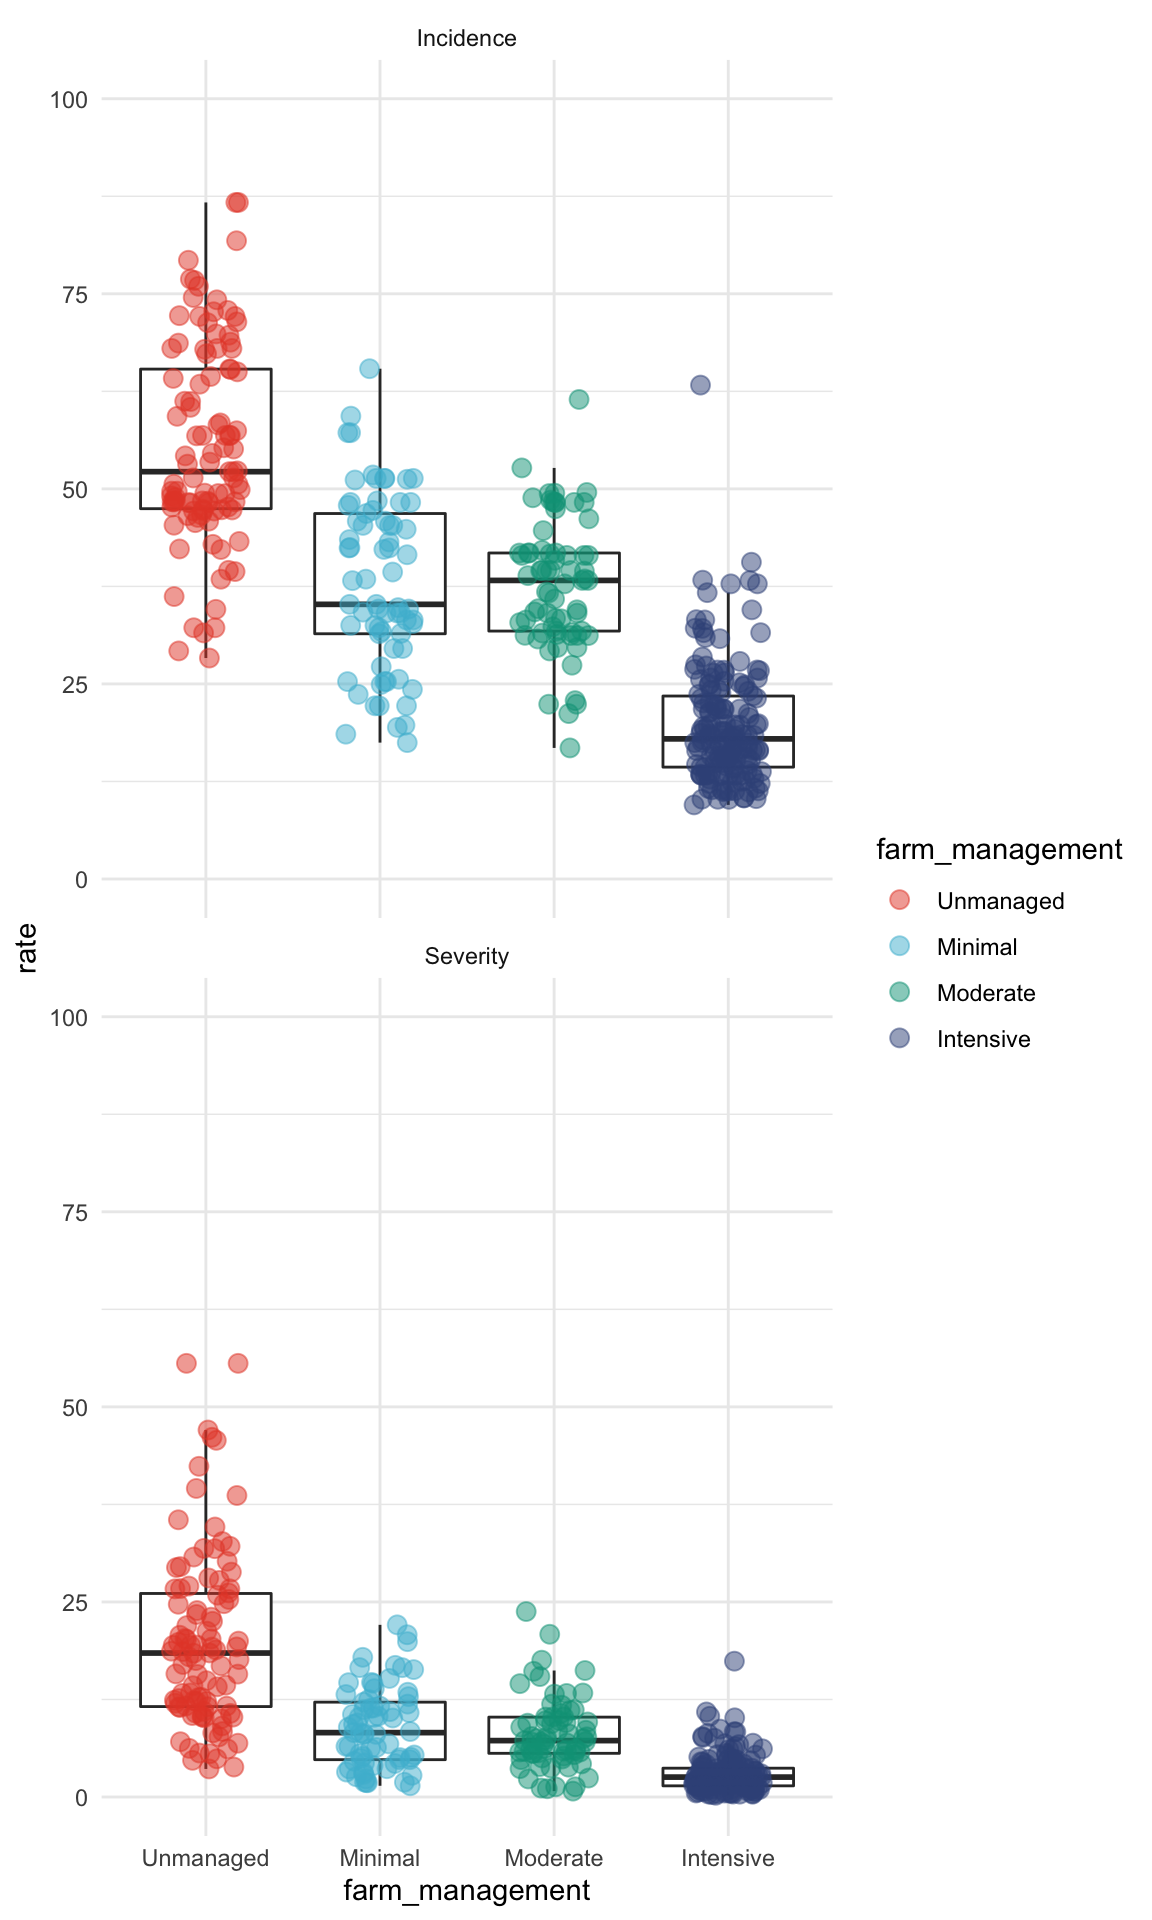 Incidence
100
75
50
25
0
rate
Severity
100
75
50
25
0
Unmanaged Minimal Moderate Intensive
farm_management
farm_management
Unmanaged
Minimal
Moderate
Intensive